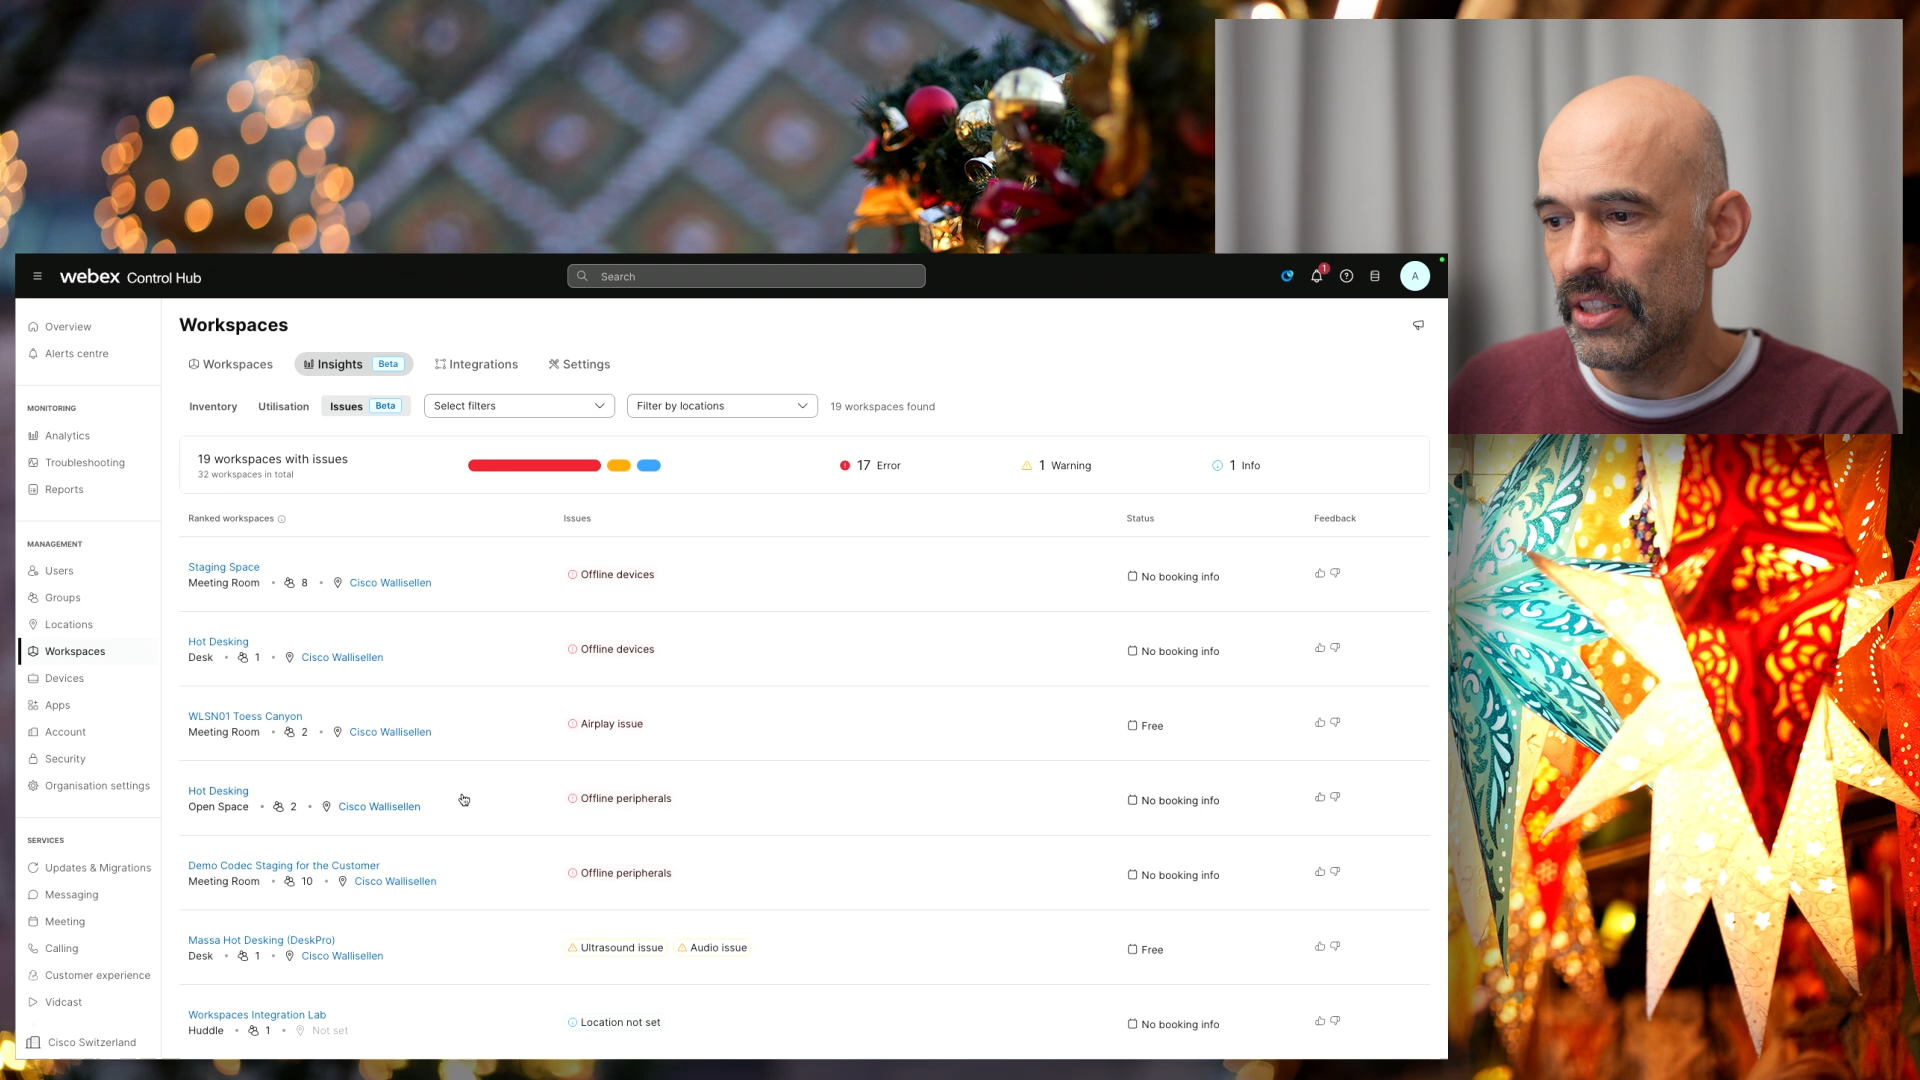 webex Control Hub
Search
1
A
Overview
Alerts centre
MONITORING
Analytics
Troubleshooting
Reports
MANAGEMENT
Users
Groups
Locations
Workspaces
Devices
Apps
Account
Security
Organisation settings
SERVICES
Updates & Migrations
Messaging
Meeting
Calling
Customer experience
Vidcast
Cisco Switzerland
Workspaces
Workspaces Insights Beta Integrations Settings
Inventory Utilisation Issues Beta Select filters Filter by locations 19 workspaces found
19 workspaces with issues
32 workspaces in total
17 Error 1 Warning 1 Info
Ranked workspaces Issues Status Feedback
Staging Space
Meeting Room • 8 • Cisco Wallisellen
Offline devices
No booking info
Hot Desking
Desk • 1 • Cisco Wallisellen
Offline devices
No booking info
WLSN01 Toess Canyon
Meeting Room • 2 • Cisco Wallisellen
Airplay issue
Free
Hot Desking
Open Space • 2 • Cisco Wallisellen
Offline peripherals
No booking info
Demo Codec Staging for the Customer
Meeting Room • 10 • Cisco Wallisellen
Offline peripherals
No booking info
Massa Hot Desking (DeskPro)
Desk • 1 • Cisco Wallisellen
Ultrasound issue Audio issue
Free
Workspaces Integration Lab
Huddle • 1 • Not set
Location not set
No booking info